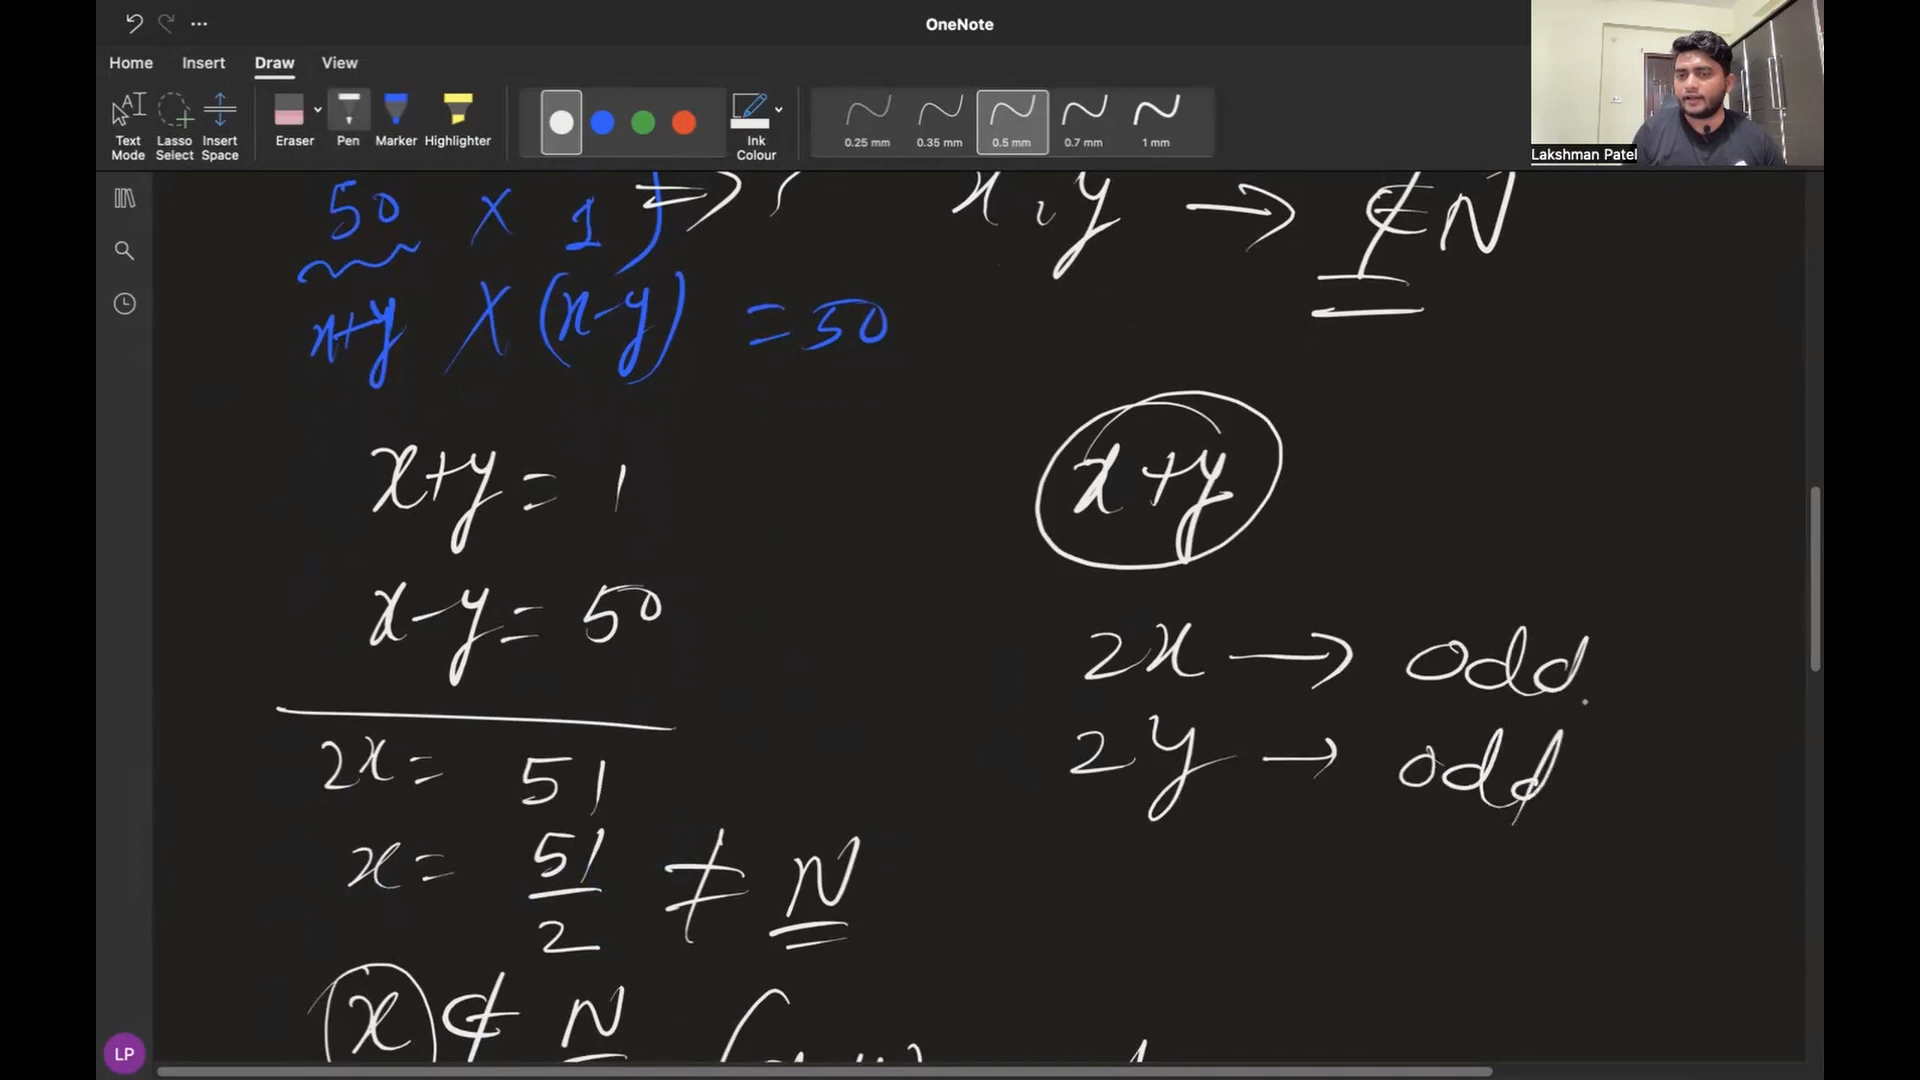 OneNote
Home Insert Draw View
Text Mode
Lasso Select
Insert Space
Eraser
Pen
Marker
Highlighter
Ink Colour
0.25 mm
0.35 mm
0.5 mm
0.7 mm
1 mm
Lakshman Patel
50 × 1
x, y → ∉ N
x+y × (x-y) = 50
x+y = 1
x+y
x-y = 50
2x → odd
2x = 51
2y → odd
x = 51/2 ≠ N
x ∉ N
LP